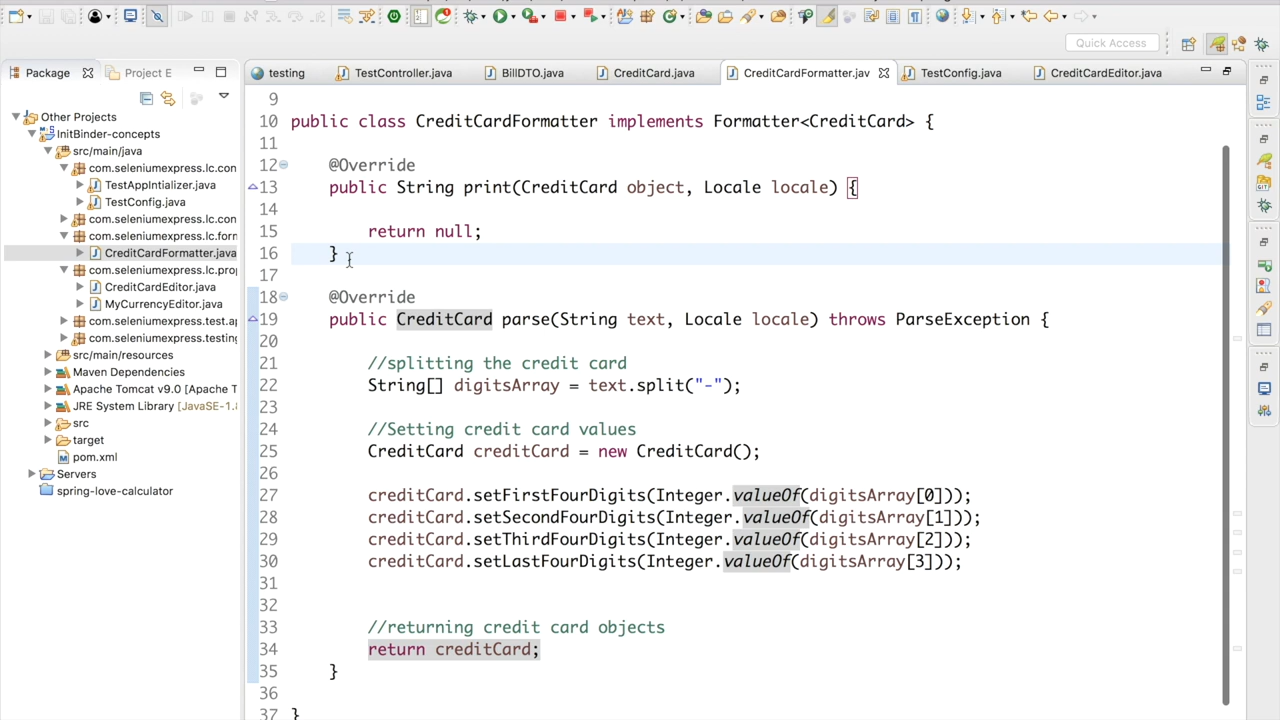 Quick Access
Package
Project E
testing
TestController.java
BillDTO.java
CreditCard.java
CreditCardFormatter.jav
TestConfig.java
CreditCardEditor.java
Other Projects
InitBinder-concepts
src/main/java
com.seleniumexpress.lc.con
TestAppIntializer.java
TestConfig.java
com.seleniumexpress.lc.con
com.seleniumexpress.lc.forn
CreditCardFormatter.java
com.seleniumexpress.lc.prop
CreditCardEditor.java
MyCurrencyEditor.java
com.seleniumexpress.test.ap
com.seleniumexpress.testing
src/main/resources
Maven Dependencies
Apache Tomcat v9.0 [Apache T
JRE System Library [JavaSE-1.8
src
target
pom.xml
Servers
spring-love-calculator
9
10 public class CreditCardFormatter implements Formatter<CreditCard> {
11
12 @Override
13 public String print(CreditCard object, Locale locale) {
14
15 return null;
16 }
17
18 @Override
19 public CreditCard parse(String text, Locale locale) throws ParseException {
20
21 //splitting the credit card
22 String[] digitsArray = text.split("-");
23
24 //Setting credit card values
25 CreditCard creditCard = new CreditCard();
26
27 creditCard.setFirstFourDigits(Integer.valueOf(digitsArray[0]));
28 creditCard.setSecondFourDigits(Integer.valueOf(digitsArray[1]));
29 creditCard.setThirdFourDigits(Integer.valueOf(digitsArray[2]));
30 creditCard.setLastFourDigits(Integer.valueOf(digitsArray[3]));
31
32
33 //returning credit card objects
34 return creditCard;
35 }
36
37 }